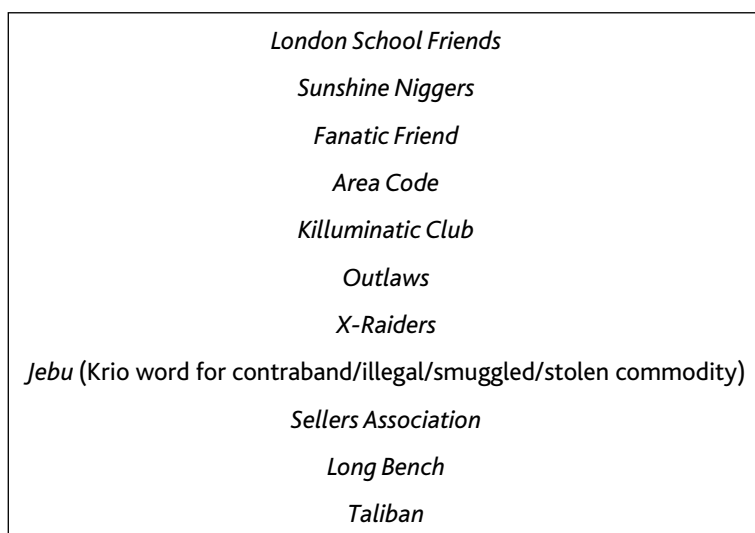 London School Friends
Sunshine Niggers
Fanatic Friend
Area Code
Killuminatic Club
Outlaws
X-Raiders
Jebu (Krio word for contraband/illegal/smuggled/stolen commodity)
Sellers Association
Long Bench
Taliban